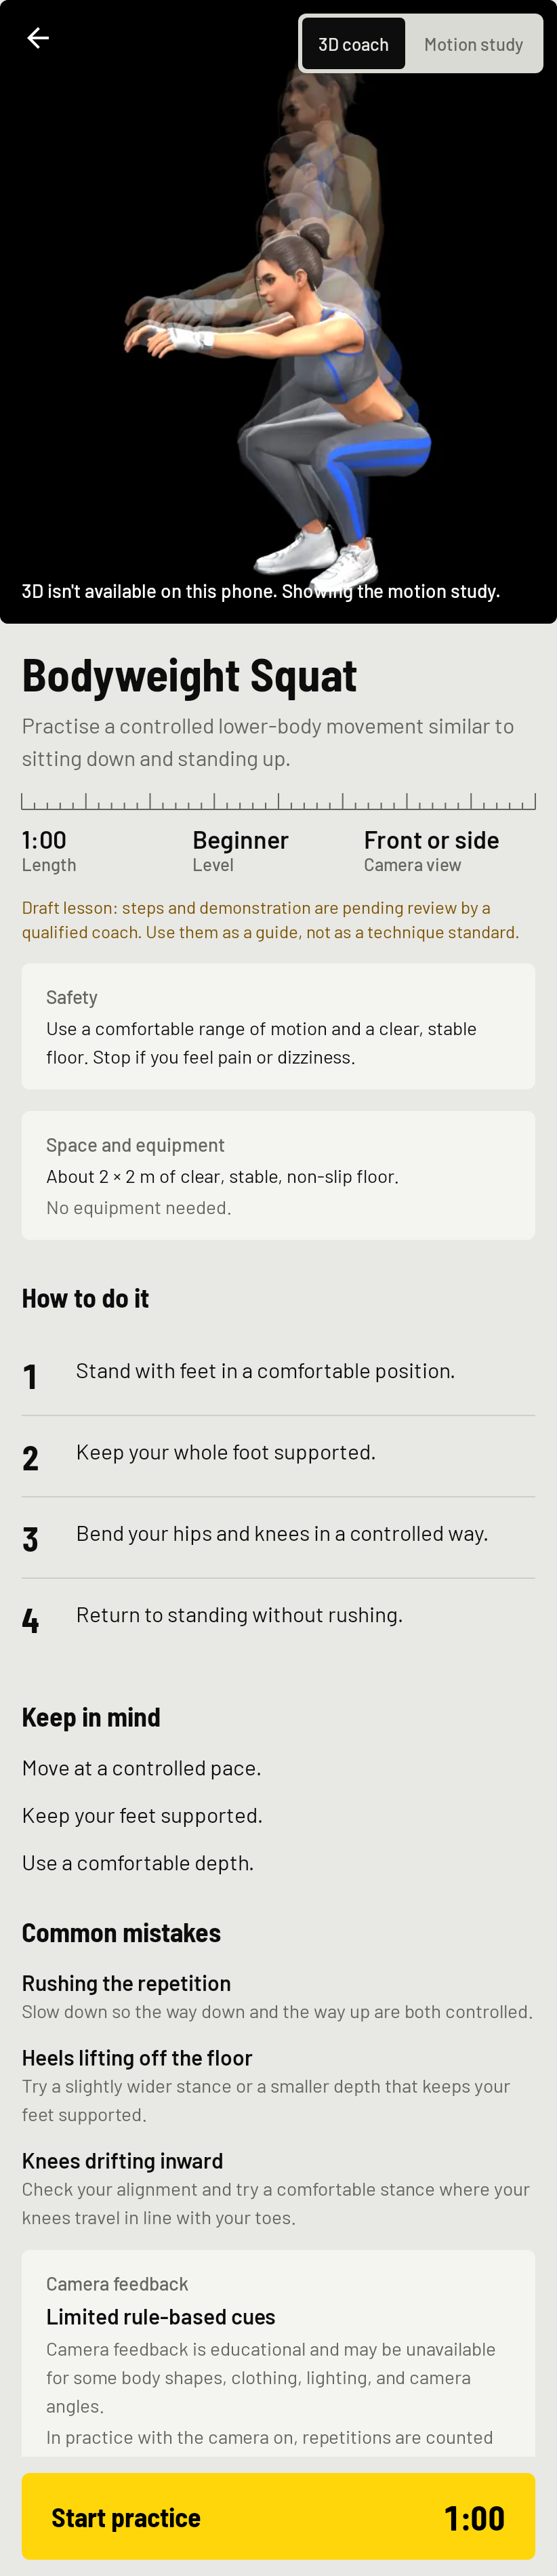 3D coach
Motion study
3D isn't available on this phone. Showing the motion study.
Bodyweight Squat
Practise a controlled lower-body movement similar to
sitting down and standing up.
1:00
Length
Beginner
Level
Front or side
Camera view
Draft lesson: steps and demonstration are pending review by a
qualified coach. Use them as a guide, not as a technique standard.
Safety
Use a comfortable range of motion and a clear, stable
floor. Stop if you feel pain or dizziness.
Space and equipment
About 2 × 2 m of clear, stable, non-slip floor.
No equipment needed.
How to do it
1 Stand with feet in a comfortable position.
2 Keep your whole foot supported.
3 Bend your hips and knees in a controlled way.
4 Return to standing without rushing.
Keep in mind
Move at a controlled pace.
Keep your feet supported.
Use a comfortable depth.
Common mistakes
Rushing the repetition
Slow down so the way down and the way up are both controlled.
Heels lifting off the floor
Try a slightly wider stance or a smaller depth that keeps your
feet supported.
Knees drifting inward
Check your alignment and try a comfortable stance where your
knees travel in line with your toes.
Camera feedback
Limited rule-based cues
Camera feedback is educational and may be unavailable
for some body shapes, clothing, lighting, and camera
angles.
In practice with the camera on, repetitions are counted
Start practice 1:00